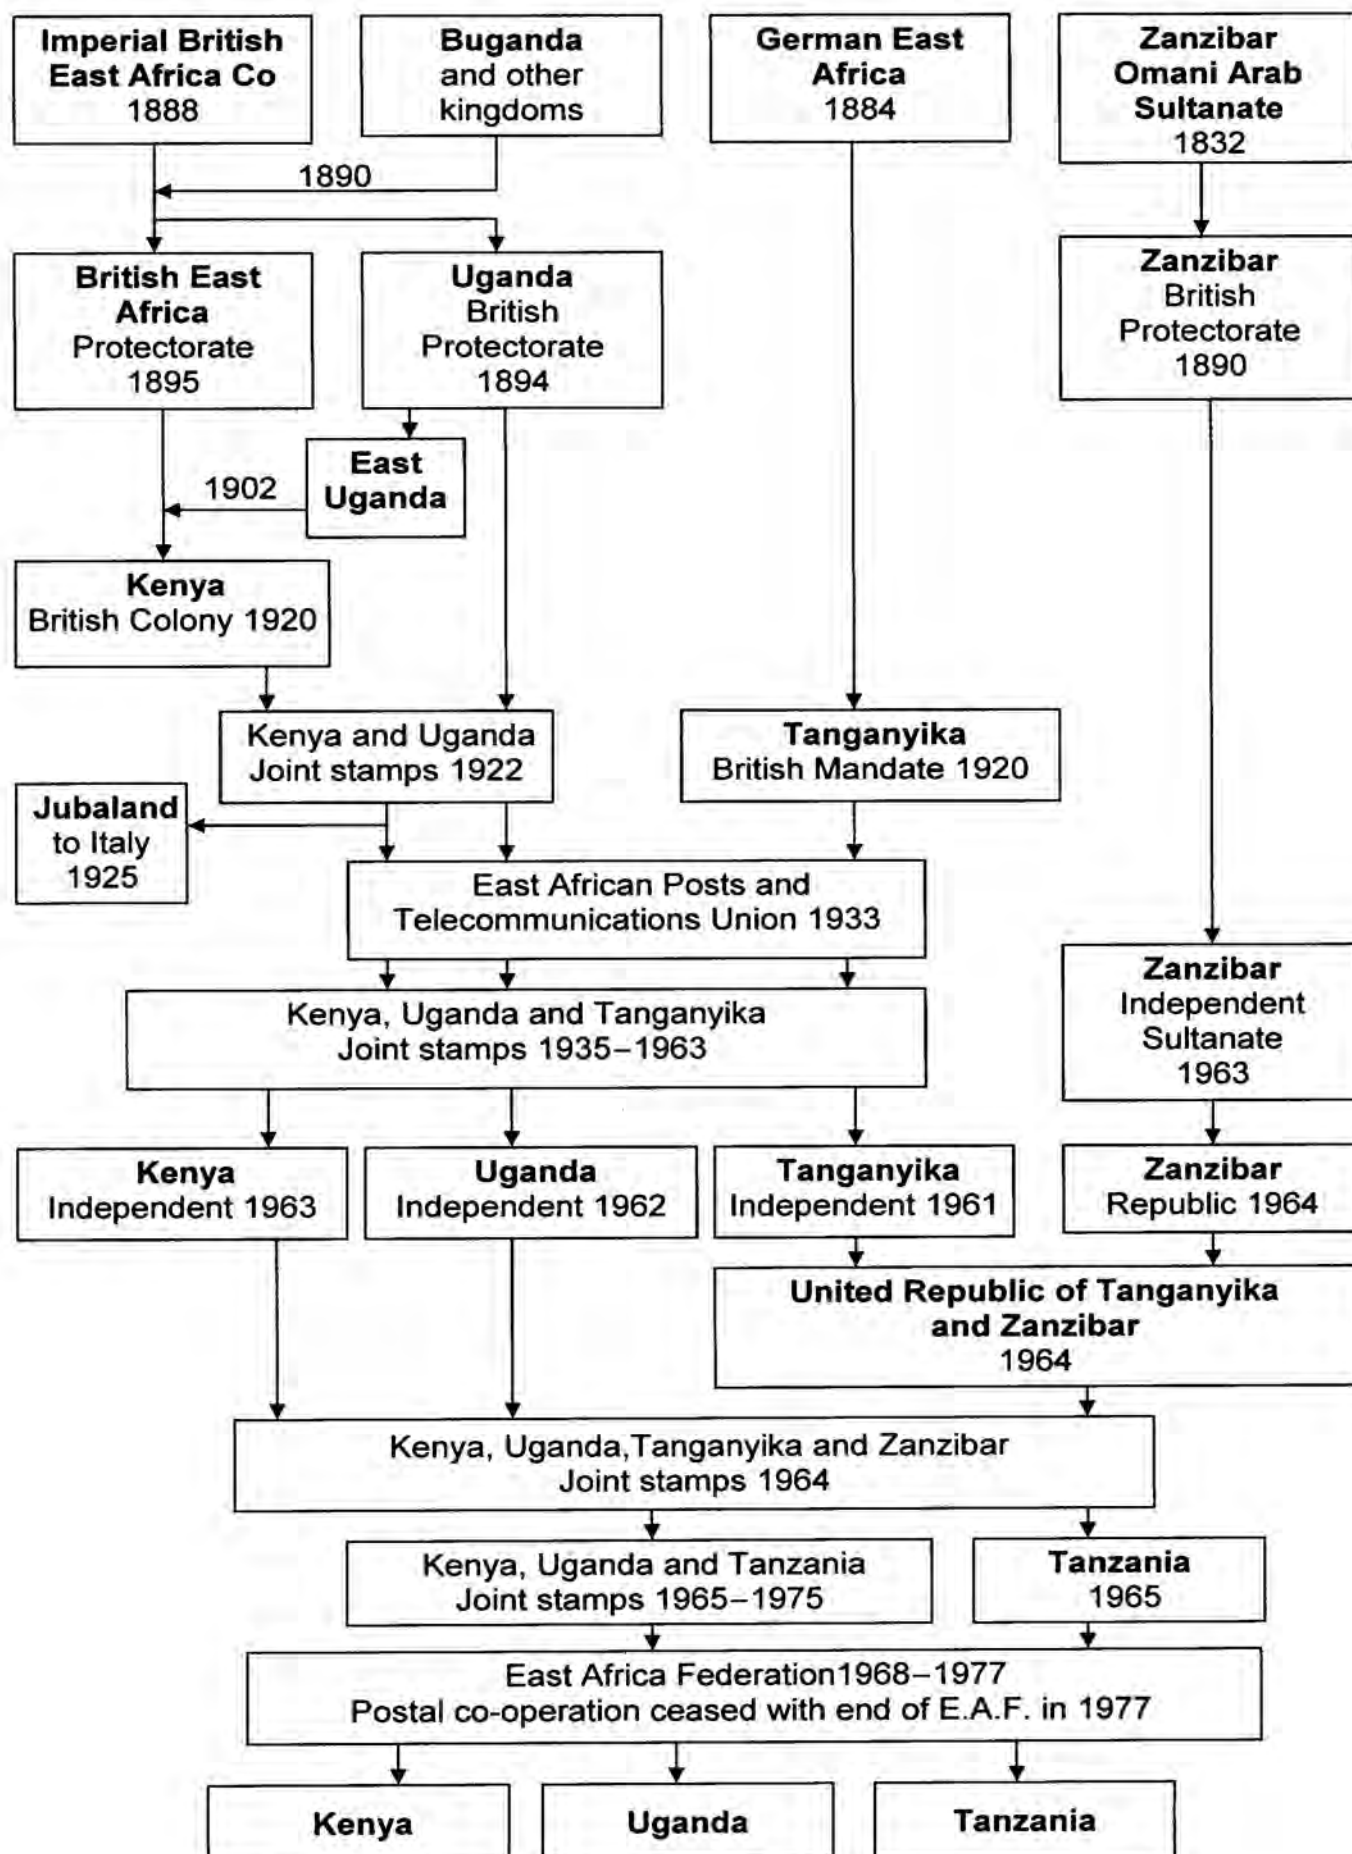 Imperial British
East Africa Co
1888
Buganda
and other
kingdoms
German East
Africa
1884
Zanzibar
Omani Arab
Sultanate
1832
1890
British East
Africa
Protectorate
1895
Uganda
British
Protectorate
1894
Zanzibar
British
Protectorate
1890
East
Uganda
1902
Kenya
British Colony 1920
Kenya and Uganda
Joint stamps 1922
Tanganyika
British Mandate 1920
Jubaland
to Italy
1925
East African Posts and
Telecommunications Union 1933
Zanzibar
Independent
Sultanate
1963
Kenya, Uganda and Tanganyika
Joint stamps 1935–1963
Kenya
Independent 1963
Uganda
Independent 1962
Tanganyika
Independent 1961
Zanzibar
Republic 1964
United Republic of Tanganyika
and Zanzibar
1964
Kenya, Uganda,Tanganyika and Zanzibar
Joint stamps 1964
Kenya, Uganda and Tanzania
Joint stamps 1965–1975
Tanzania
1965
East Africa Federation1968–1977
Postal co-operation ceased with end of E.A.F. in 1977
Kenya
Uganda
Tanzania